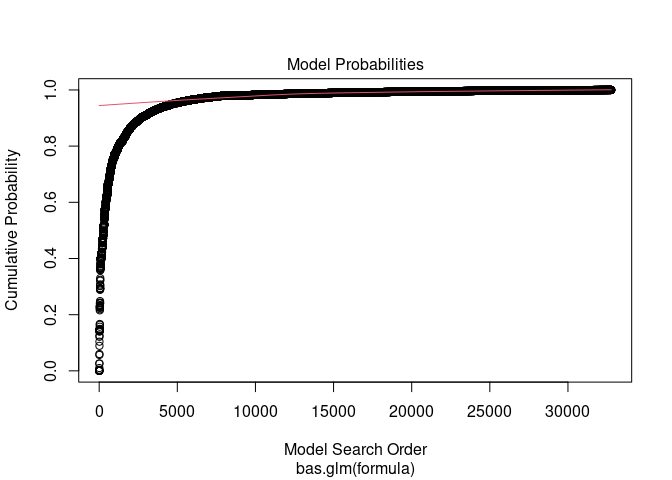 Model Probabilities
Cumulative Probability
1.0
0.8
0.6
0.4
0.2
0.0
0 5000 10000 15000 20000 25000 30000
Model Search Order
bas.glm(formula)